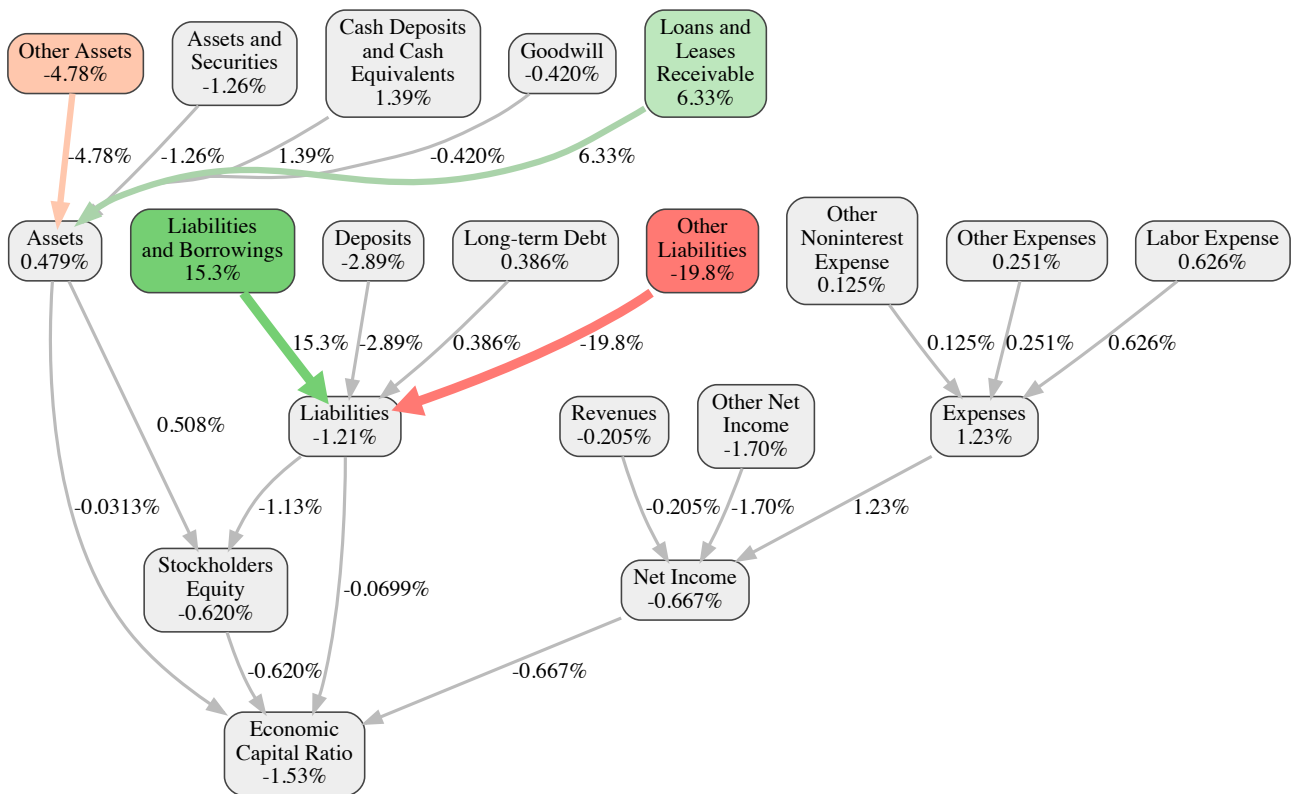 Other Assets
-4.78%
Assets and
Securities
-1.26%
Cash Deposits
and Cash
Equivalents
1.39%
Goodwill
-0.420%
Loans and
Leases
Receivable
6.33%
-4.78%
-1.26%
1.39%
-0.420%
6.33%
Assets
0.479%
Liabilities
and Borrowings
15.3%
Deposits
-2.89%
Long-term Debt
0.386%
Other
Liabilities
-19.8%
Other
Noninterest
Expense
0.125%
Other Expenses
0.251%
Labor Expense
0.626%
15.3%
-2.89%
0.386%
-19.8%
0.125%
0.251%
0.626%
0.508%
Liabilities
-1.21%
Revenues
-0.205%
Other Net
Income
-1.70%
Expenses
1.23%
-0.0313%
-1.13%
-0.205%
-1.70%
1.23%
Stockholders
Equity
-0.620%
-0.0699%
Net Income
-0.667%
-0.620%
-0.667%
Economic
Capital Ratio
-1.53%